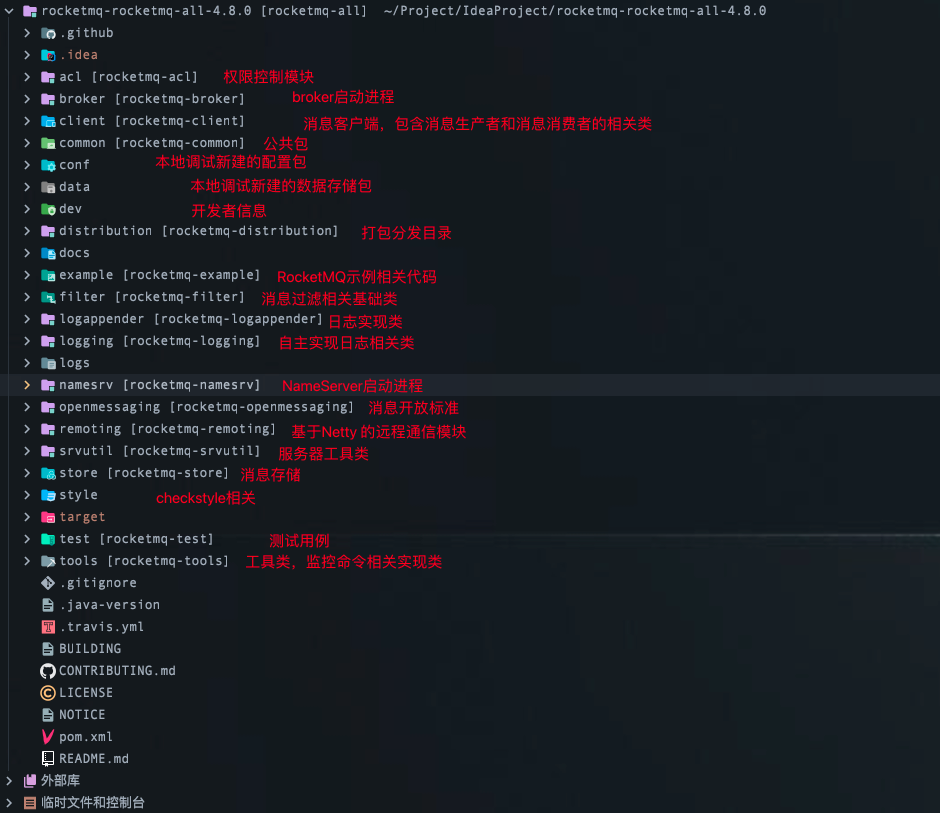 rocketmq-rocketmq-all-4.8.0 [rocketmq-all] ~/Project/IdeaProject/rocketmq-rocketmq-all-4.8.0
.github
.idea
acl [rocketmq-acl] 权限控制模块
broker [rocketmq-broker] broker启动进程
client [rocketmq-client] 消息客户端，包含消息生产者和消息消费者的相关类
common [rocketmq-common] 公共包
conf 本地调试新建的配置包
data 本地调试新建的数据存储包
dev 开发者信息
distribution [rocketmq-distribution] 打包分发目录
docs
example [rocketmq-example] RocketMQ示例相关代码
filter [rocketmq-filter] 消息过滤相关基础类
logappender [rocketmq-logappender] 日志实现类
logging [rocketmq-logging] 自主实现日志相关类
logs
namesrv [rocketmq-namesrv] NameServer启动进程
openmessaging [rocketmq-openmessaging] 消息开放标准
remoting [rocketmq-remoting] 基于Netty 的远程通信模块
srvutil [rocketmq-srvutil] 服务器工具类
store [rocketmq-store] 消息存储
style checkstyle相关
target
test [rocketmq-test] 测试用例
tools [rocketmq-tools] 工具类，监控命令相关实现类
.gitignore
.java-version
.travis.yml
BUILDING
CONTRIBUTING.md
LICENSE
NOTICE
pom.xml
README.md
外部库
临时文件和控制台